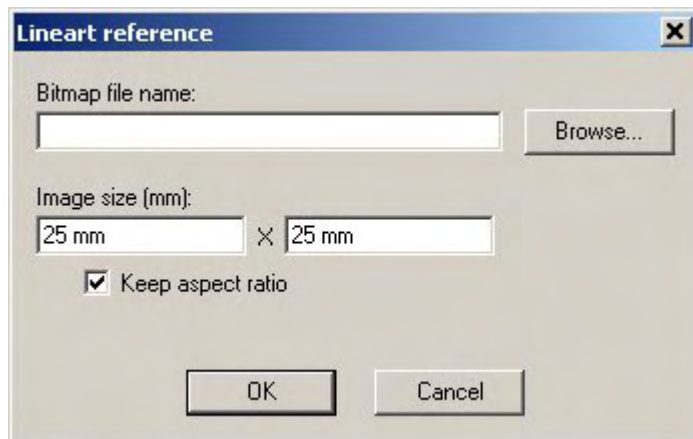 Lineart reference
Bitmap file name:
Browse...
Image size (mm):
25 mm X 25 mm
Keep aspect ratio
OK Cancel